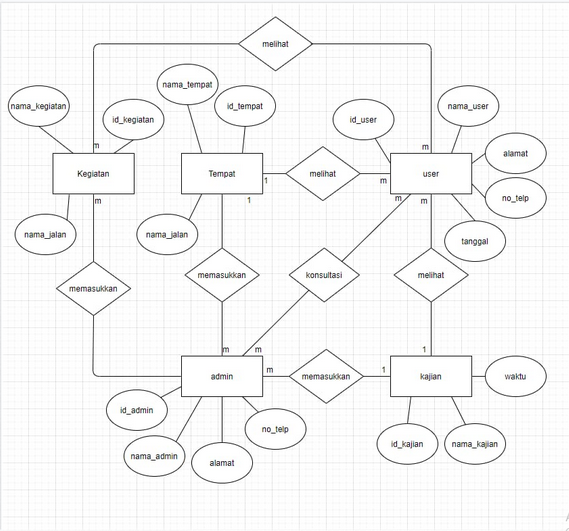 melihat
nama_kegiatan
id_kegiatan
nama_tempat
id_tempat
id_user
nama_user
alamat
no_telp
tanggal
m
m
Kegiatan
Tempat
1
melihat
m
user
m
1
m
m
nama_jalan
nama_jalan
memasukkan
memasukkan
konsultasi
melihat
m
m
1
admin
m
memasukkan
1
kajian
waktu
id_admin
nama_admin
alamat
no_telp
id_kajian
nama_kajian